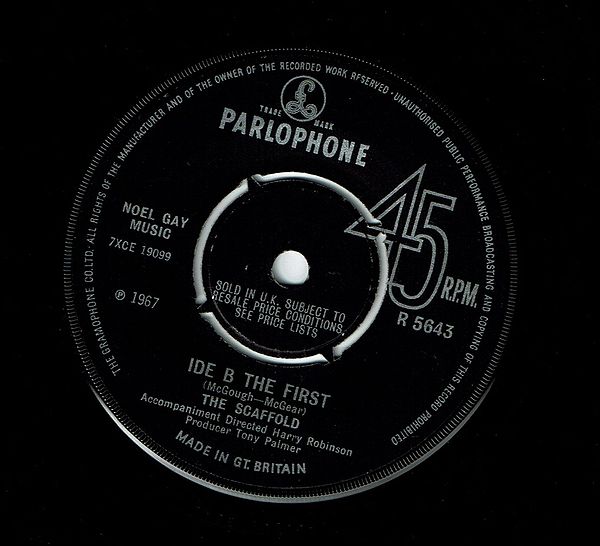 THE GRAMOPHONE CO.LTD. ALL RIGHTS OF THE MANUFACTURER AND OF THE OWNER OF THE RECORDED WORK RESERVED · UNAUTHORISED PUBLIC PERFORMANCE BROADCASTING AND COPYING OF THIS RECORD PROHIBITED
£
TRADE MARK
PARLOPHONE
45
R.P.M.
NOEL GAY
MUSIC
7XCE 19099
℗ 1967
R 5643
SOLD IN U.K. SUBJECT TO
RESALE PRICE CONDITIONS,
SEE PRICE LISTS
IDE B THE FIRST
(McGough—McGear)
THE SCAFFOLD
Accompaniment Directed Harry Robinson
Producer Tony Palmer
MADE IN GT. BRITAIN